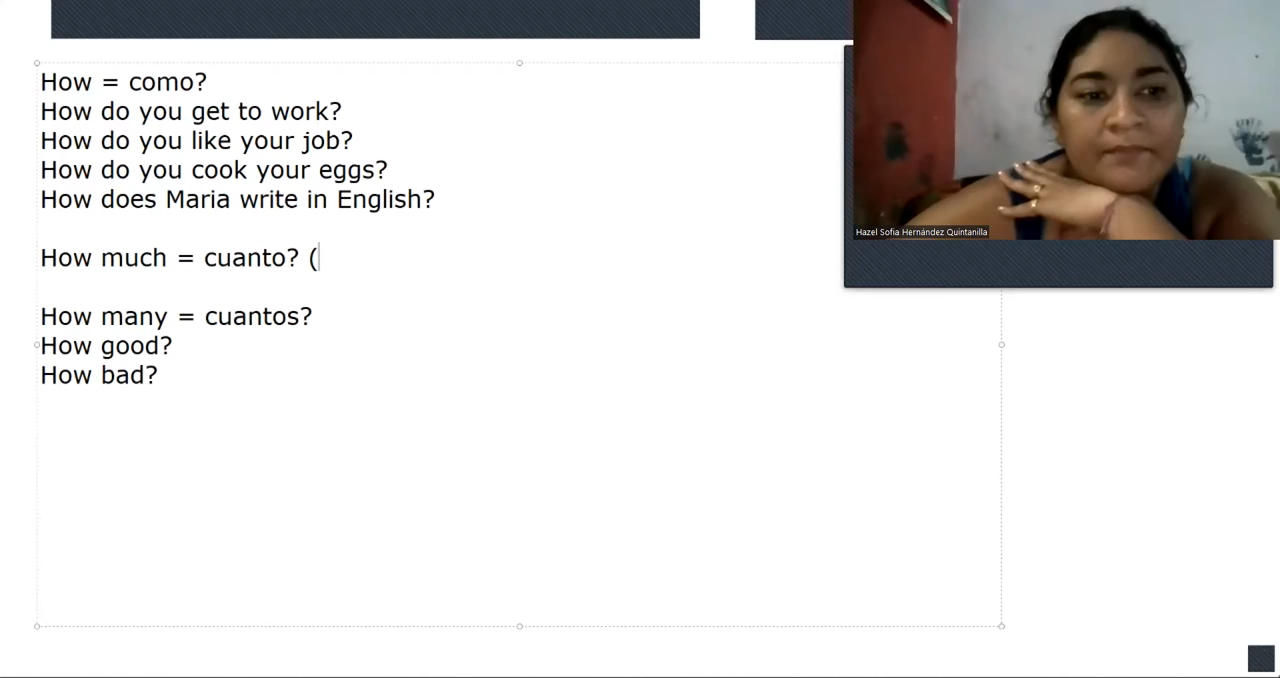 How = como?
How do you get to work?
How do you like your job?
How do you cook your eggs?
How does Maria write in English?
How much = cuanto? (
How many = cuantos?
How good?
How bad?
Hazel Sofia Hernández Quintanilla